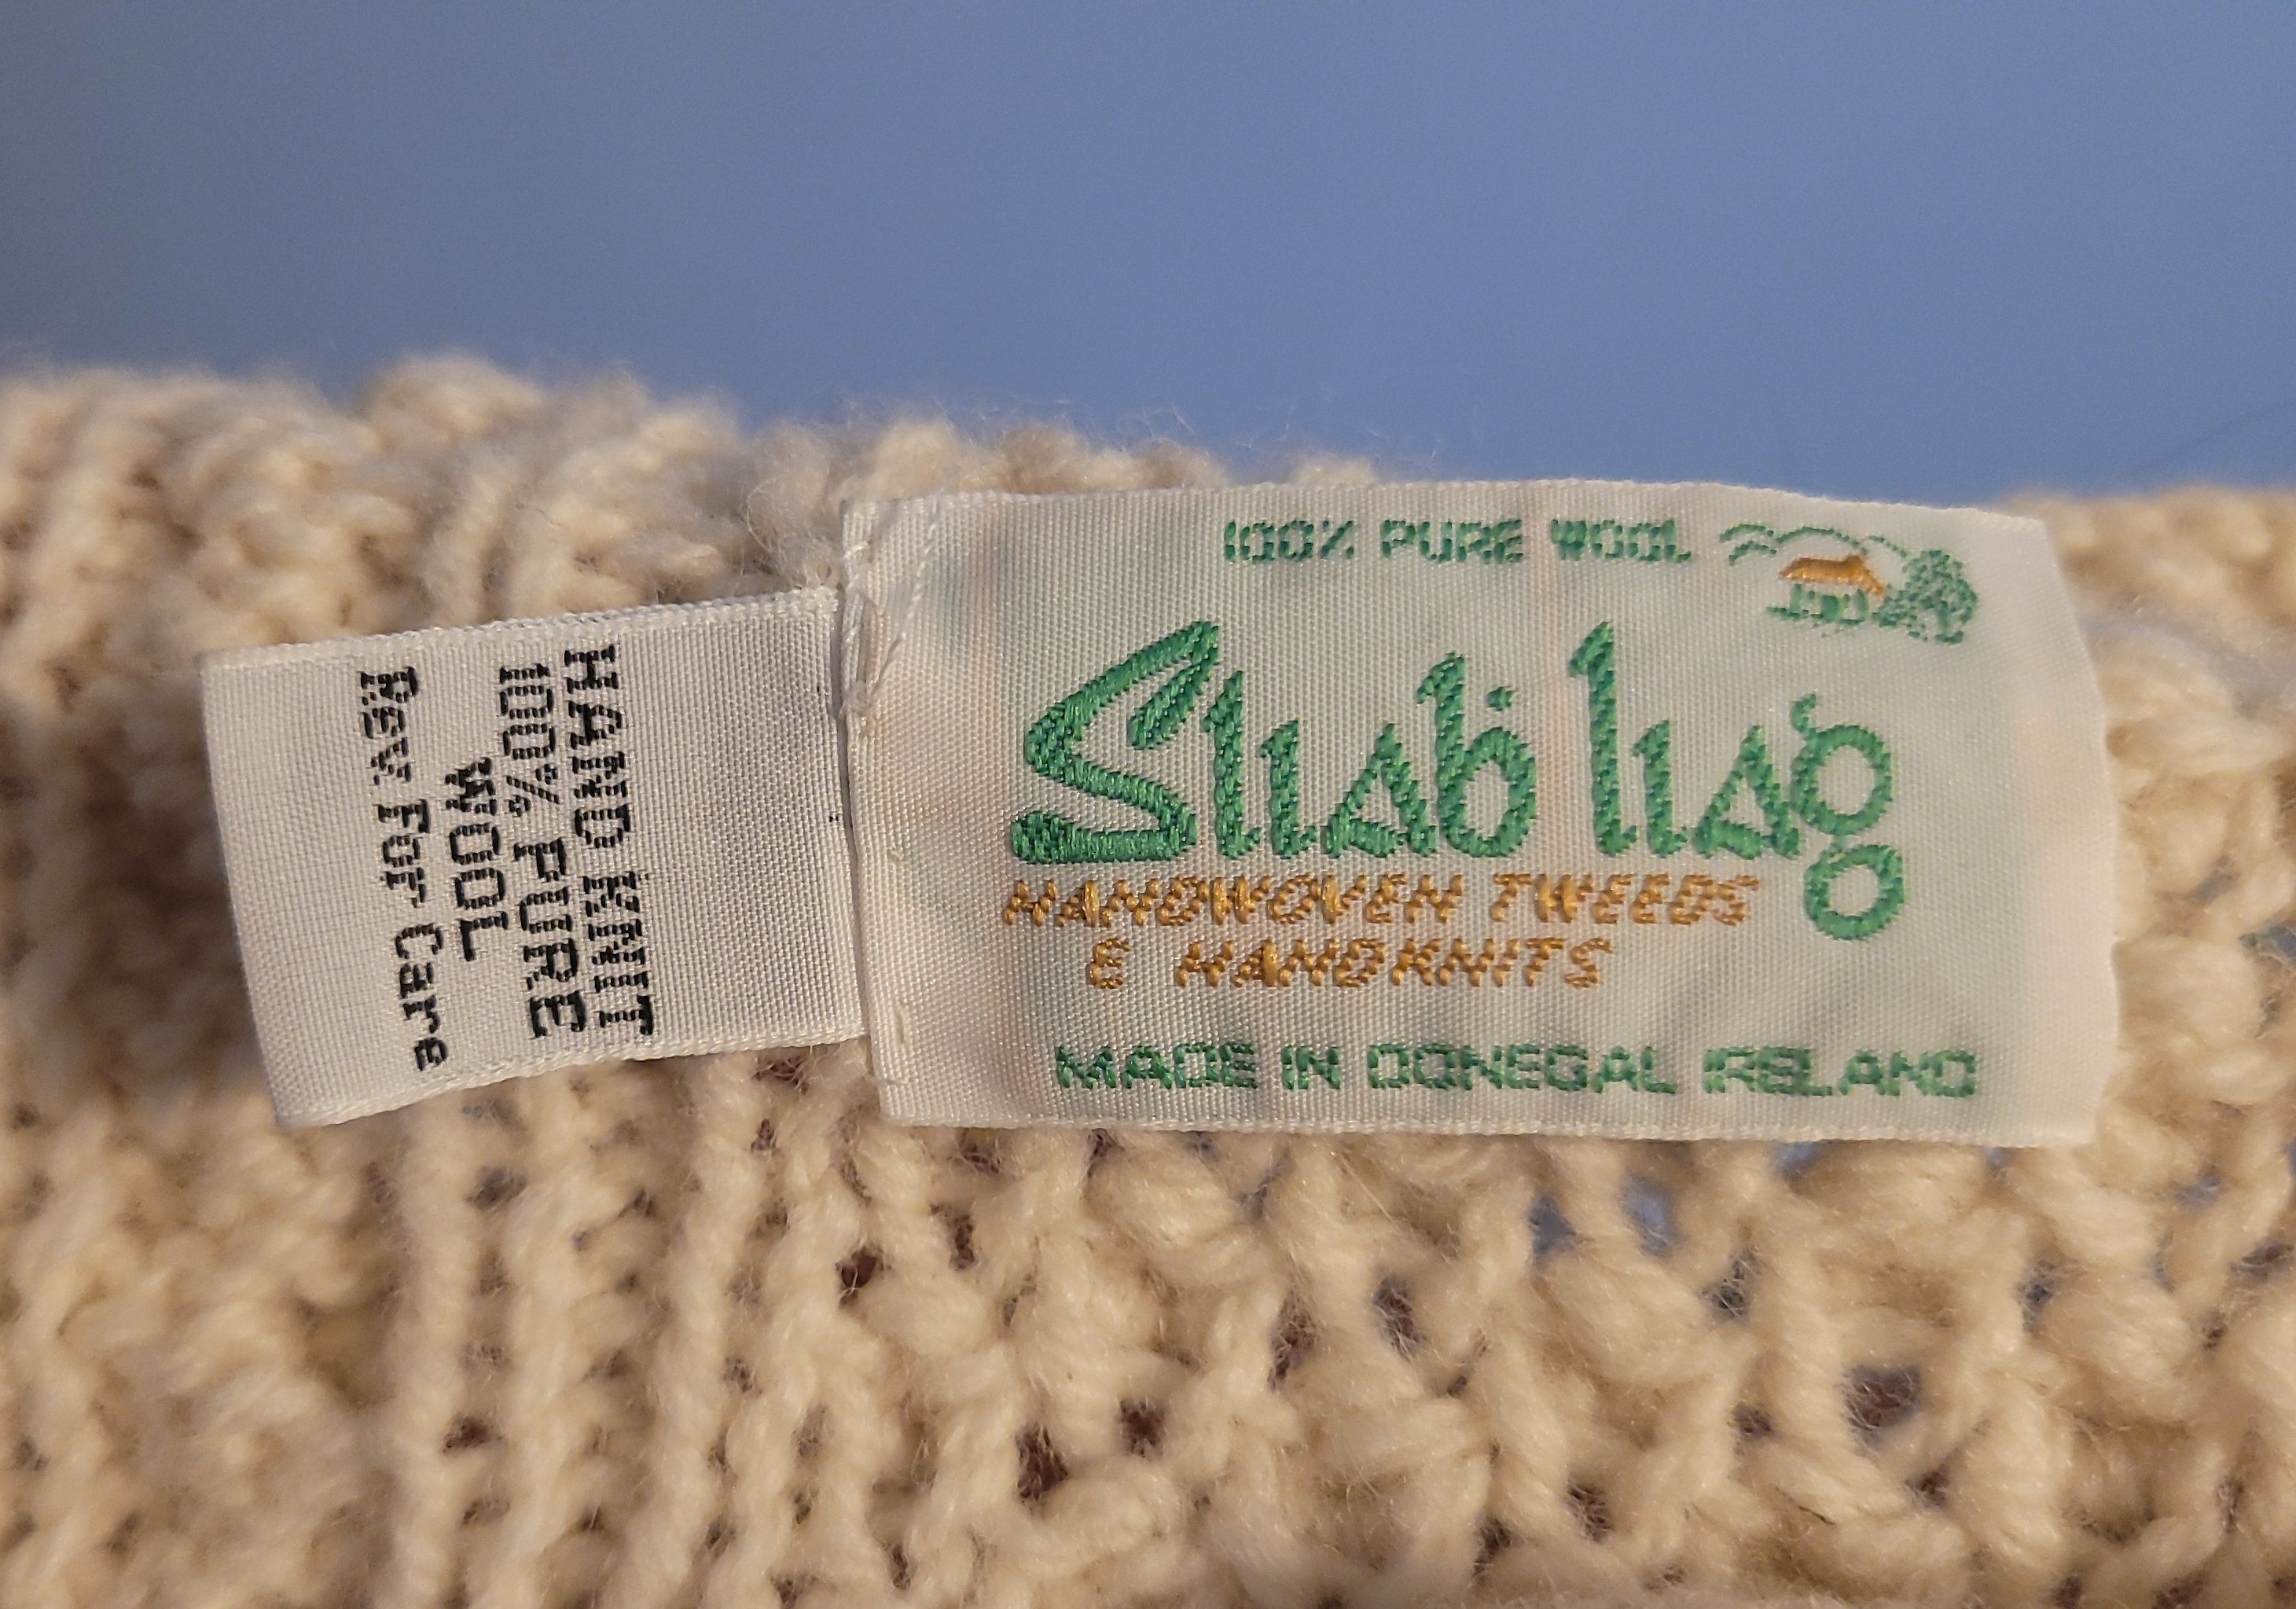 HAND KNIT
100% PURE
WOOL
Rev For Care
100% PURE WOOL
Sliaḃ liag
HANDWOVEN TWEEDS
& HANDKNITS
MADE IN DONEGAL IRELAND